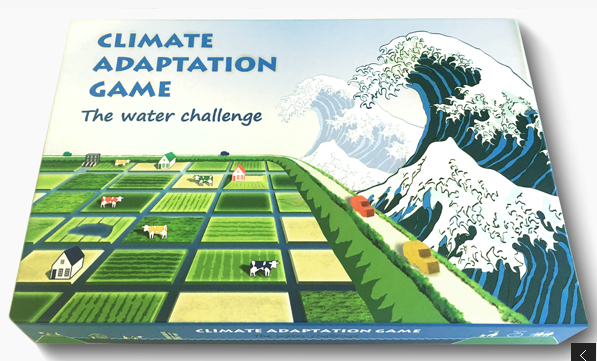 CLIMATE
ADAPTATION
GAME
The water challenge
CLIMATE ADAPTATION GAME